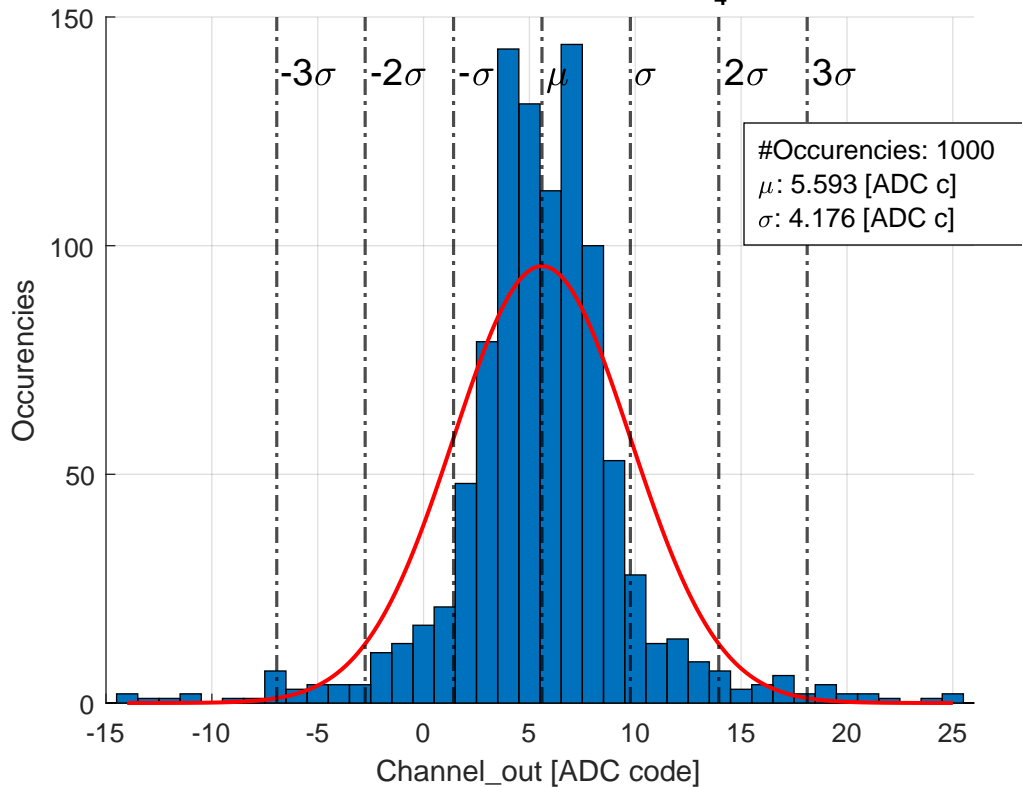 4
150
-3σ -2σ -σ μ σ 2σ 3σ
#Occurencies: 1000
μ: 5.593 [ADC c]
σ: 4.176 [ADC c]
100
Occurencies
50
0
-15 -10 -5 0 5 10 15 20 25
Channel_out [ADC code]